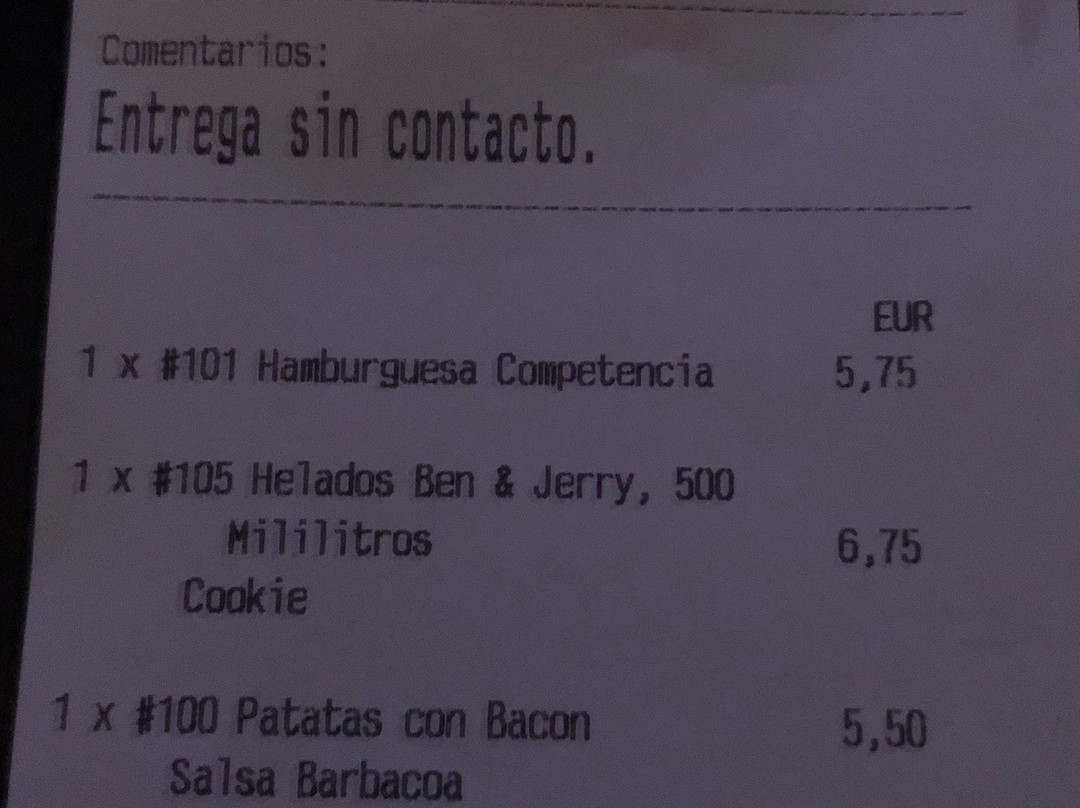 Comentarios:
Entrega sin contacto.
EUR
1 x #101 Hamburguesa Competencia 5,75
1 x #105 Helados Ben & Jerry, 500
Mililitros 6,75
Cookie
1 x #100 Patatas con Bacon 5,50
Salsa Barbacoa